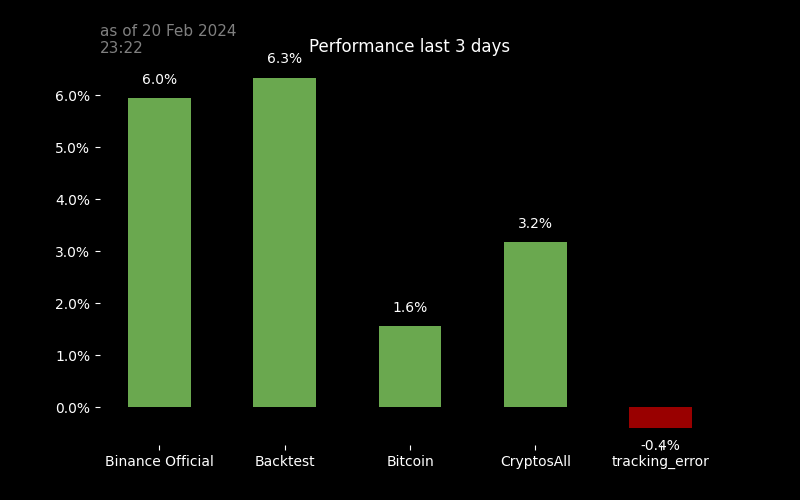 as of 20 Feb 2024
23:22
Performance last 3 days
6.0%
6.3%
1.6%
3.2%
-0.4%
6.0%
5.0%
4.0%
3.0%
2.0%
1.0%
0.0%
Binance Official
Backtest
Bitcoin
CryptosAll
tracking_error